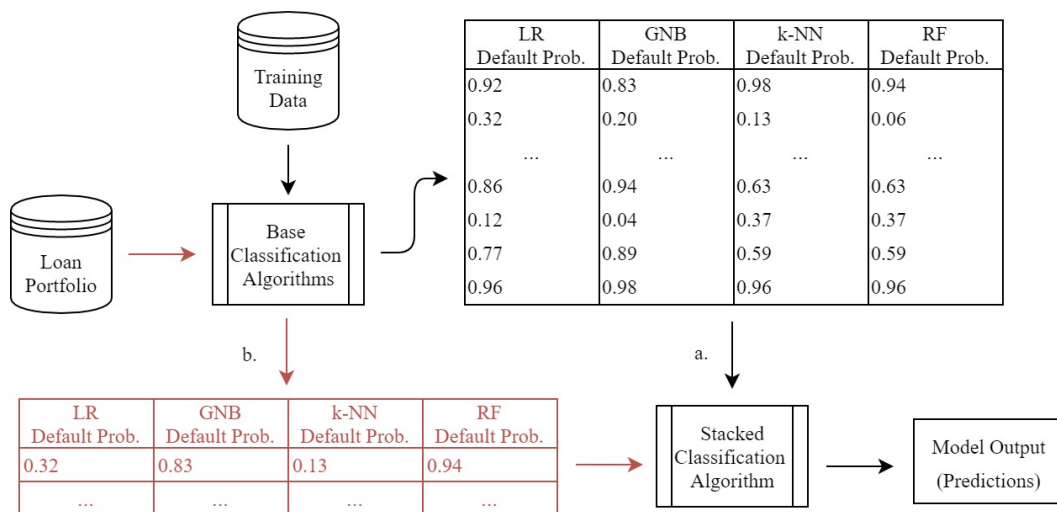 Training
Data
LR
Default Prob.
GNB
Default Prob.
k-NN
Default Prob.
RF
Default Prob.
0.92 0.83 0.98 0.94
0.32 0.20 0.13 0.06
... ... ... ...
0.86 0.94 0.63 0.63
0.12 0.04 0.37 0.37
0.77 0.89 0.59 0.59
0.96 0.98 0.96 0.96
Loan
Portfolio
Base
Classification
Algorithms
b.
a.
LR
Default Prob.
GNB
Default Prob.
k-NN
Default Prob.
RF
Default Prob.
0.32 0.83 0.13 0.94
... ... ... ...
Stacked
Classification
Algorithm
Model Output
(Predictions)